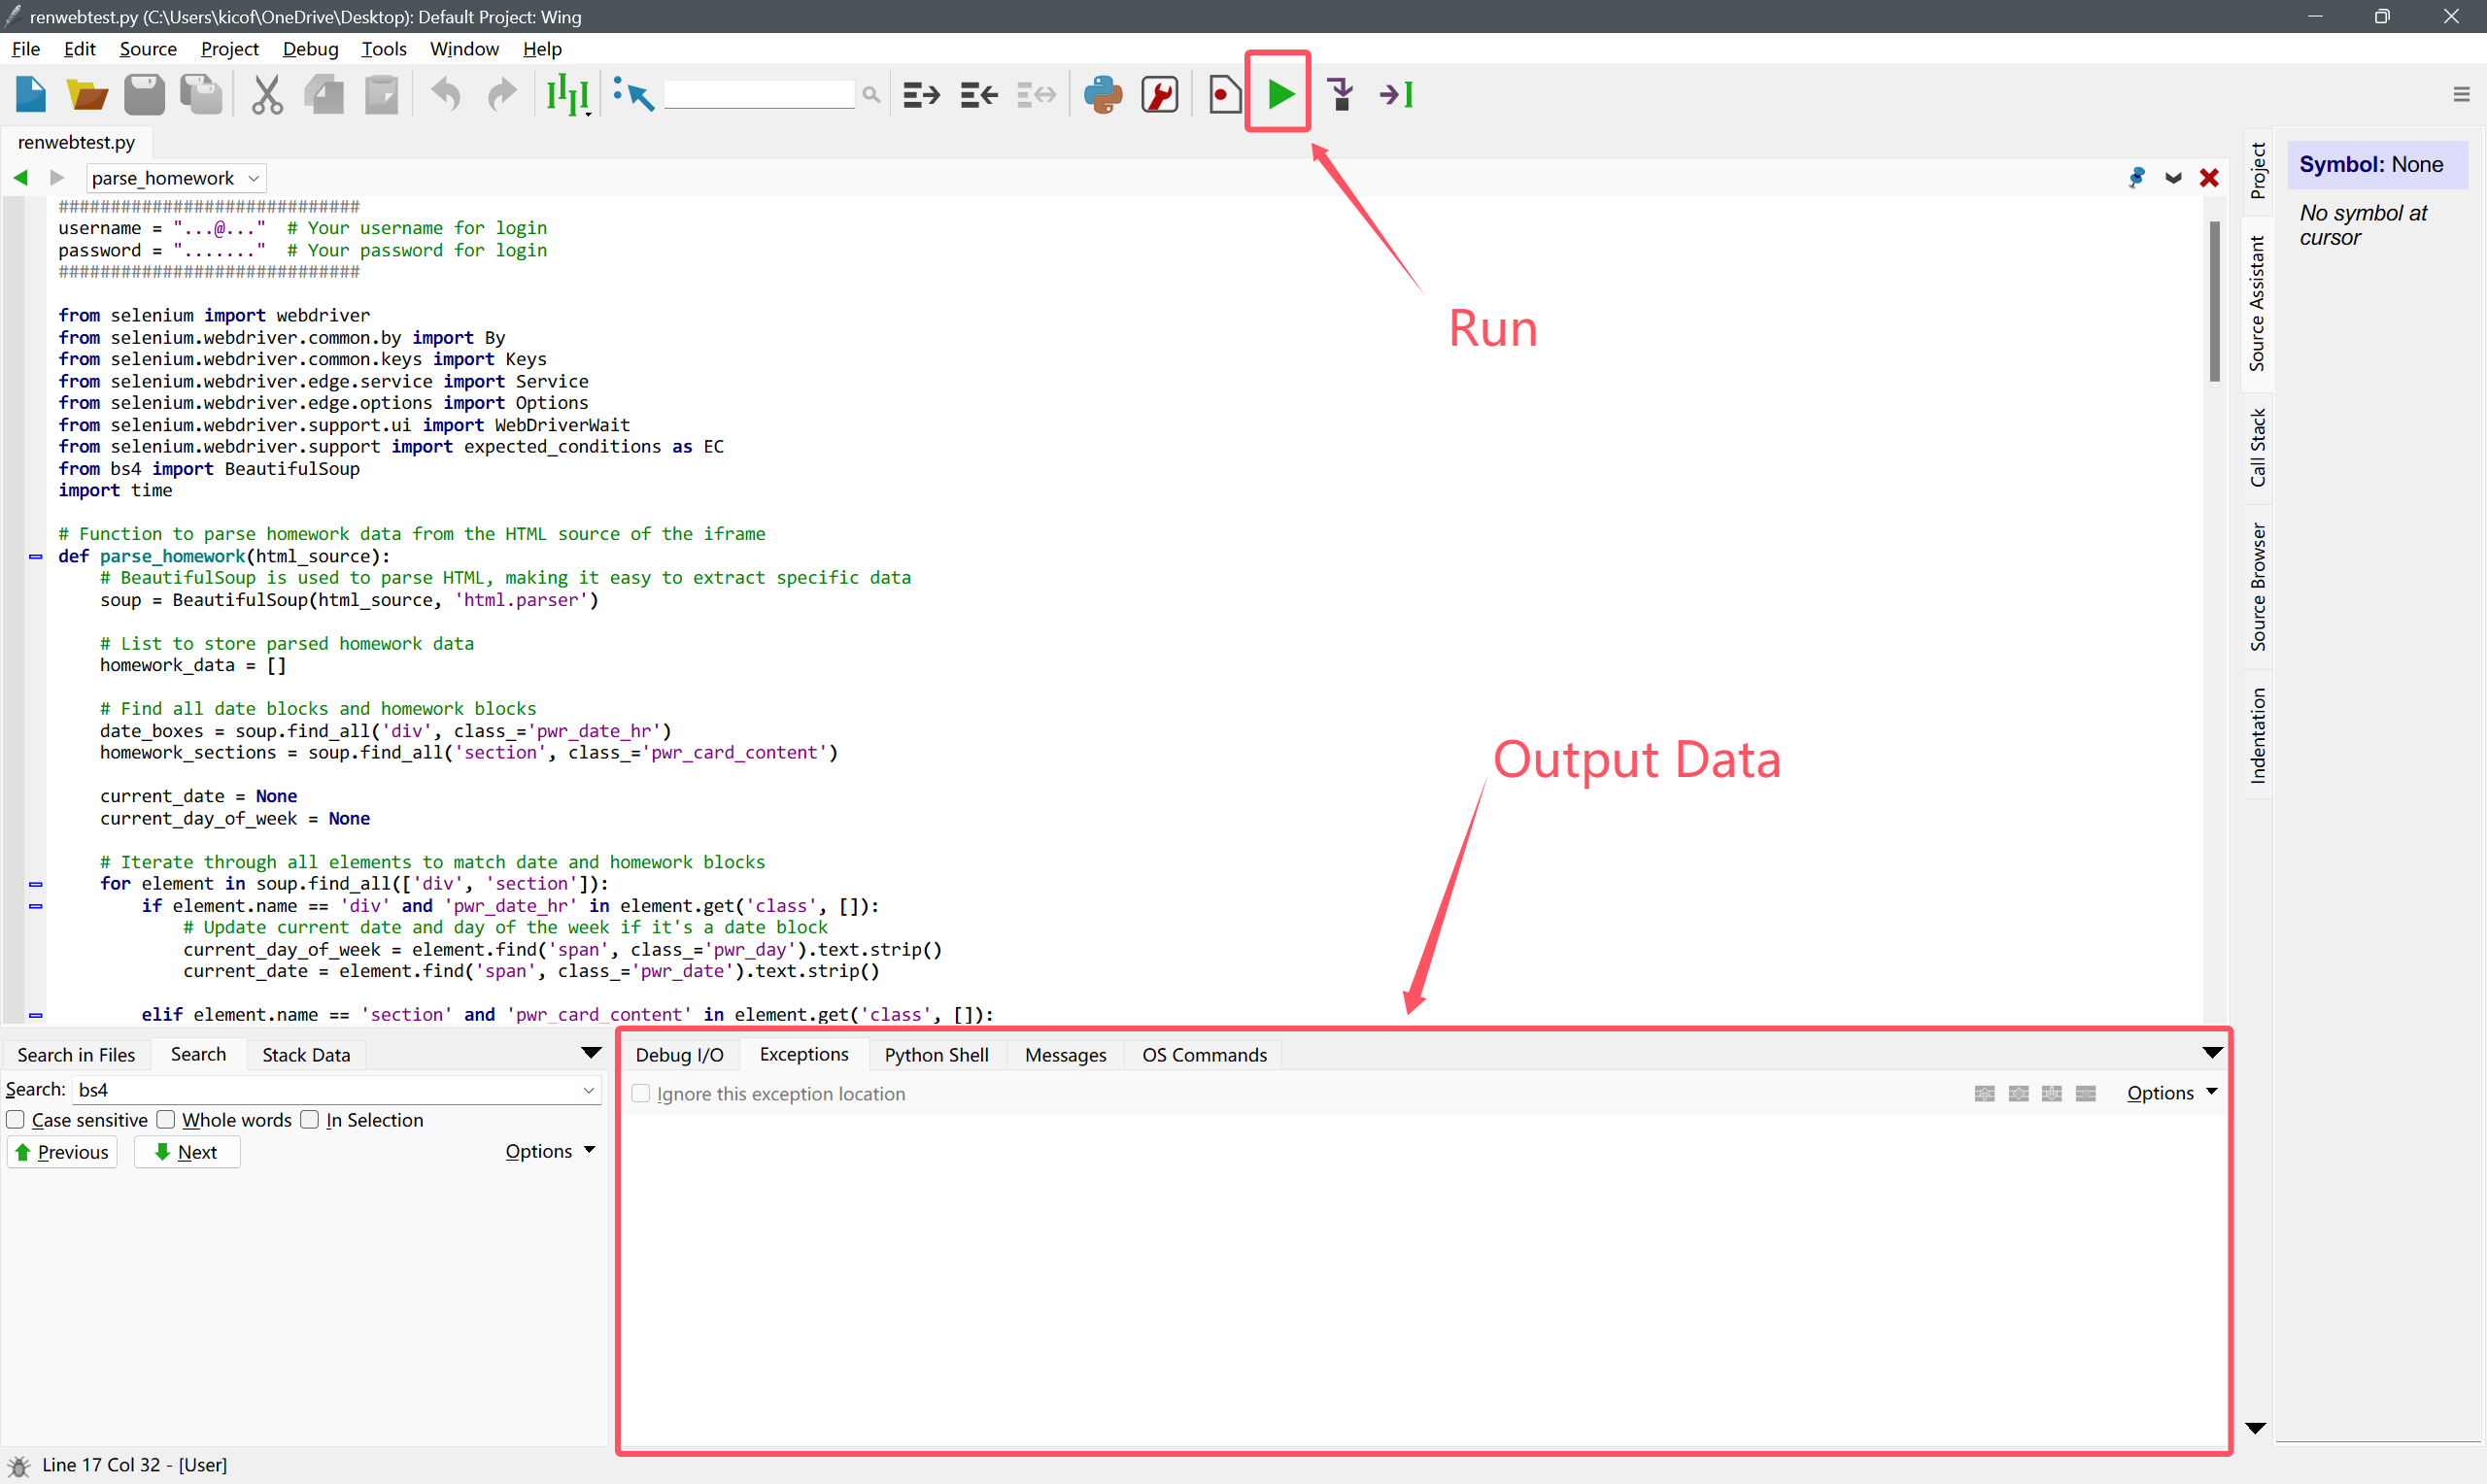 renwebtest.py (C:\Users\kicof\OneDrive\Desktop): Default Project: Wing
File Edit Source Project Debug Tools Window Help
renwebtest.py
parse_homework
#############################
username = "...@..."  # Your username for login
password = "......."  # Your password for login
#############################
from selenium import webdriver
from selenium.webdriver.common.by import By
from selenium.webdriver.common.keys import Keys
from selenium.webdriver.edge.service import Service
from selenium.webdriver.edge.options import Options
from selenium.webdriver.support.ui import WebDriverWait
from selenium.webdriver.support import expected_conditions as EC
from bs4 import BeautifulSoup
import time
# Function to parse homework data from the HTML source of the iframe
def parse_homework(html_source):
    # BeautifulSoup is used to parse HTML, making it easy to extract specific data
    soup = BeautifulSoup(html_source, 'html.parser')
    # List to store parsed homework data
    homework_data = []
    # Find all date blocks and homework blocks
    date_boxes = soup.find_all('div', class_='pwr_date_hr')
    homework_sections = soup.find_all('section', class_='pwr_card_content')
    current_date = None
    current_day_of_week = None
    # Iterate through all elements to match date and homework blocks
    for element in soup.find_all(['div', 'section']):
        if element.name == 'div' and 'pwr_date_hr' in element.get('class', []):
            # Update current date and day of the week if it's a date block
            current_day_of_week = element.find('span', class_='pwr_day').text.strip()
            current_date = element.find('span', class_='pwr_date').text.strip()
        elif element.name == 'section' and 'pwr_card_content' in element.get('class', []):
Run
Output Data
Project
Source Assistant
Call Stack
Source Browser
Indentation
Symbol: None
No symbol at
cursor
Search in Files Search Stack Data
Search: bs4
Case sensitive Whole words In Selection
Previous Next Options
Debug I/O Exceptions Python Shell Messages OS Commands
Ignore this exception location Options
Line 17 Col 32 - [User]